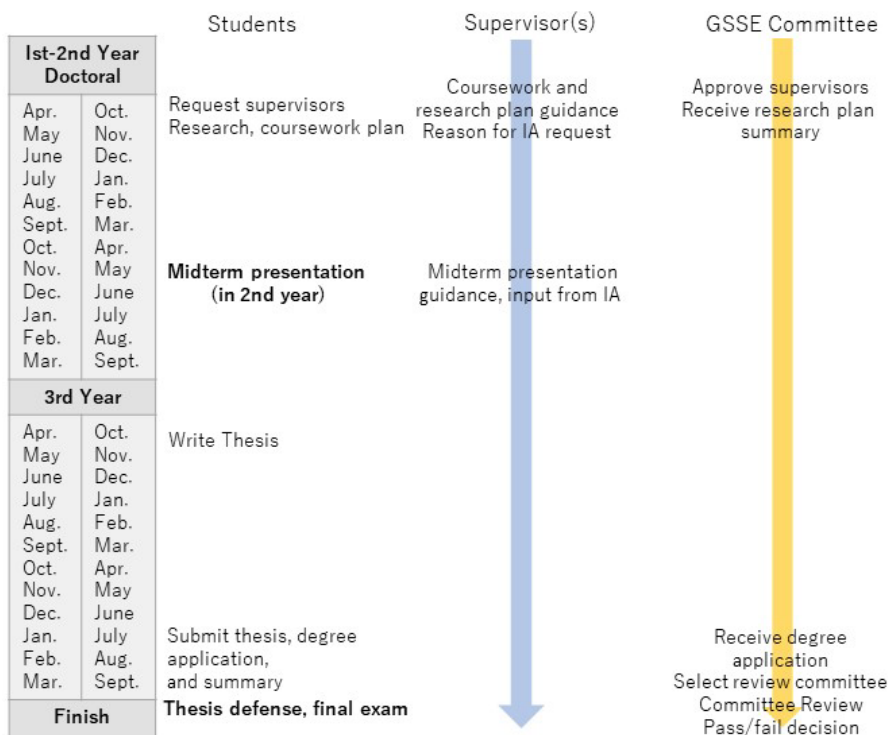 Students Supervisor(s) GSSE Committee
Ist-2nd Year
Doctoral
Apr. Oct.
May Nov.
June Dec.
July Jan.
Aug. Feb.
Sept. Mar.
Oct. Apr.
Nov. May
Dec. June
Jan. July
Feb. Aug.
Mar. Sept.
Request supervisors
Research, coursework plan
Coursework and
research plan guidance
Reason for IA request
Approve supervisors
Receive research plan
summary
Midterm presentation
(in 2nd year)
Midterm presentation
guidance, input from IA
3rd Year
Apr. Oct.
May Nov.
June Dec.
July Jan.
Aug. Feb.
Sept. Mar.
Oct. Apr.
Nov. May
Dec. June
Jan. July
Feb. Aug.
Mar. Sept.
Write Thesis
Submit thesis, degree
application,
and summary
Receive degree
application
Select review committee
Committee Review
Pass/fail decision
Finish
Thesis defense, final exam